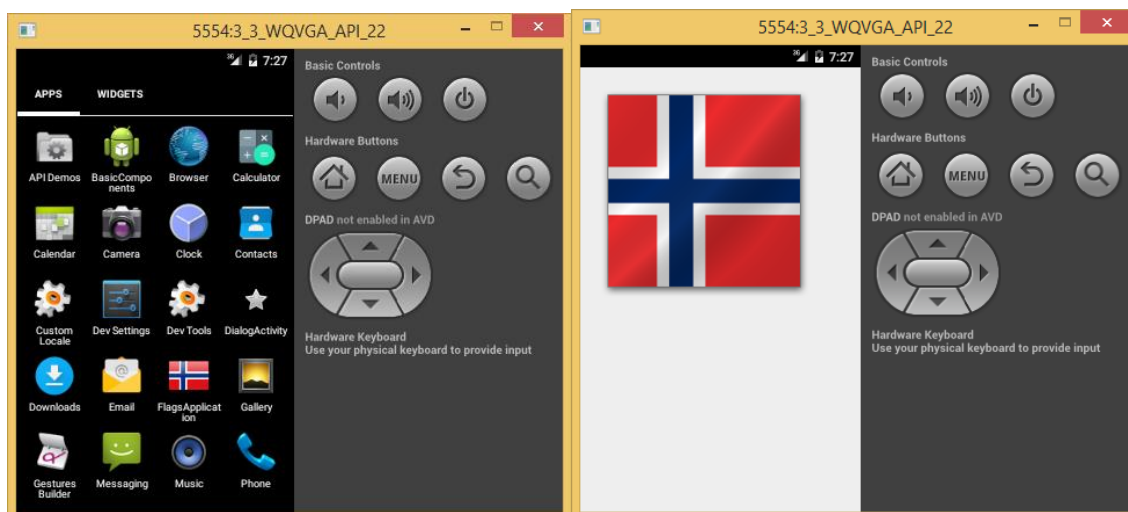 5554:3_3_WQVGA_API_22
3G 7:27
APPS WIDGETS
API Demos BasicCompo Browser Calculator
nents
Calendar Camera Clock Contacts
Custom Dev Settings Dev Tools DialogActivity
Locale
Downloads Email FlagsApplicat Gallery
ion
Gestures Messaging Music Phone
Builder
Basic Controls
Hardware Buttons
MENU
DPAD not enabled in AVD
Hardware Keyboard
Use your physical keyboard to provide input
5554:3_3_WQVGA_API_22
3G 7:27
Basic Controls
Hardware Buttons
MENU
DPAD not enabled in AVD
Hardware Keyboard
Use your physical keyboard to provide input